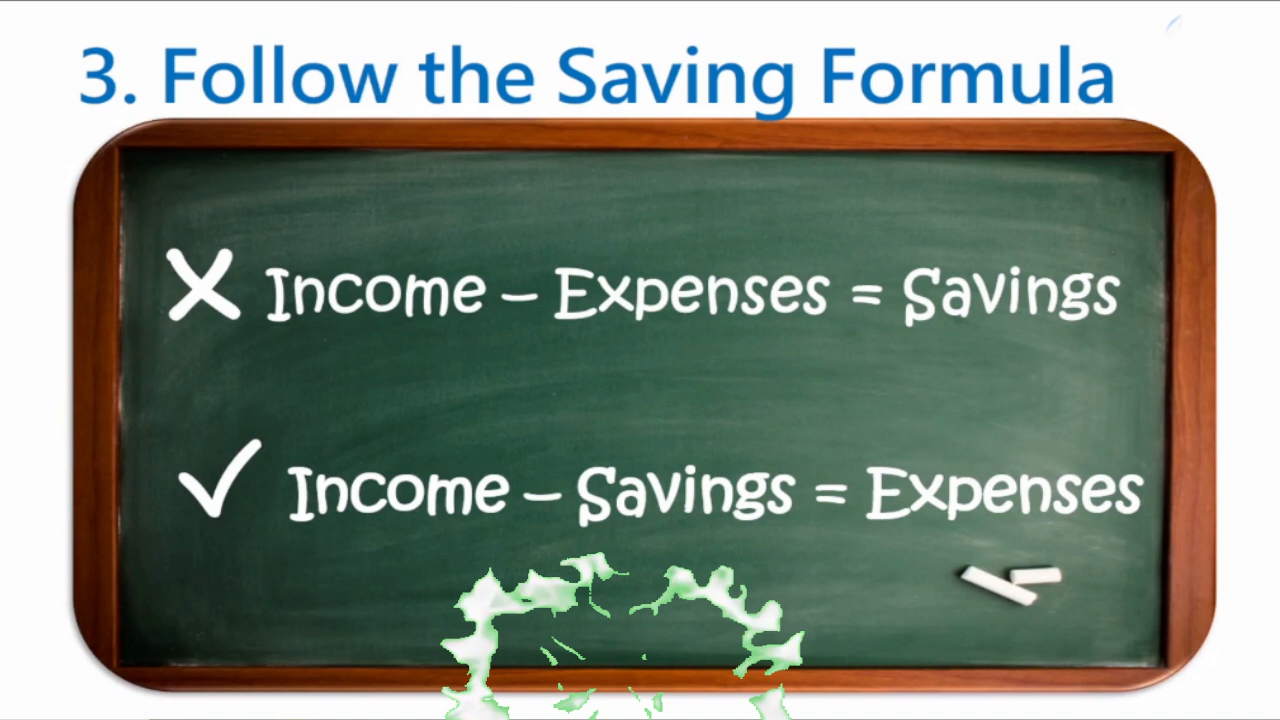 3. Follow the Saving Formula
X Income – Expenses = Savings
✓ Income – Savings = Expenses